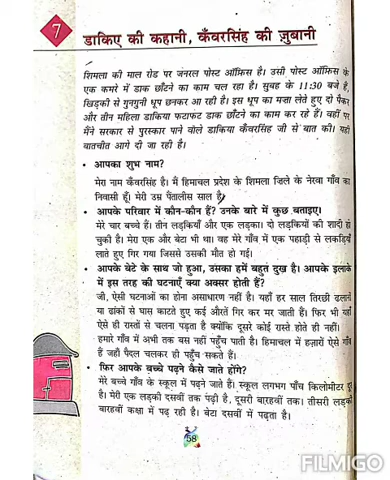 7
डाकिए की कहानी, कँवरसिंह की ज़ुबानी
शिमला की माल रोड पर जनरल पोस्ट ऑफ़िस है। उसी पोस्ट ऑफ़िस के
एक कमरे में डाक छाँटने का काम चल रहा है। सुबह के 11:30 बजे हैं,
खिड़की से गुनगुनी धूप छनकर आ रही है। इस धूप का मज़ा लेते हुए दो पैकर
और तीन महिला डाकिया फटाफट डाक छाँटने का काम कर रहे हैं। वहीं पर
मैंने सरकार से पुरस्कार पाने वाले डाकिया कँवरसिंह जी से बात की। यही
बातचीत आगे दी जा रही है।
• आपका शुभ नाम?
मेरा नाम कँवरसिंह है। मैं हिमाचल प्रदेश के शिमला ज़िले के नेरवा गाँव का
निवासी हूँ। मेरी उम्र पैंतालीस साल है।
• आपके परिवार में कौन-कौन हैं? उनके बारे में कुछ बताइए।
मेरे चार बच्चे हैं। तीन लड़कियाँ और एक लड़का। दो लड़कियों की शादी हो
चुकी है। मेरा एक और बेटा भी था। वह मेरे गाँव में एक पहाड़ी से लकड़ियाँ
लाते हुए गिर गया जिससे उसकी मौत हो गई।
• आपके बेटे के साथ जो हुआ, उसका हमें बहुत दुख है। आपके इलाके
में इस तरह की घटनाएँ क्या अक्सर होती हैं?
जी, ऐसी घटनाओं का होना असाधारण नहीं है। यहाँ हर साल तिरछी ढलानों
या ढांकों से घास काटते हुए कई औरतें गिर कर मर जाती हैं। फिर भी यहाँ
ऐसे ही रास्तों से चलना पड़ता है क्योंकि दूसरे कोई रास्ते होते ही नहीं।
हमारे गाँव में अभी तक बस नहीं पहुँच पाती है। हिमाचल में हज़ारों ऐसे गाँव
हैं जहाँ पैदल चलकर ही पहुँच सकते हैं।
• फिर आपके बच्चे पढ़ने कैसे जाते होंगे?
मेरे बच्चे गाँव के स्कूल में पढ़ने जाते हैं। स्कूल लगभग पाँच किलोमीटर दूर
है। मेरी एक लड़की दसवीं तक पढ़ी है, दूसरी बारहवीं तक। तीसरी लड़की
बारहवीं कक्षा में पढ़ रही है। बेटा दसवीं में पढ़ता है।
58
FILMIGO